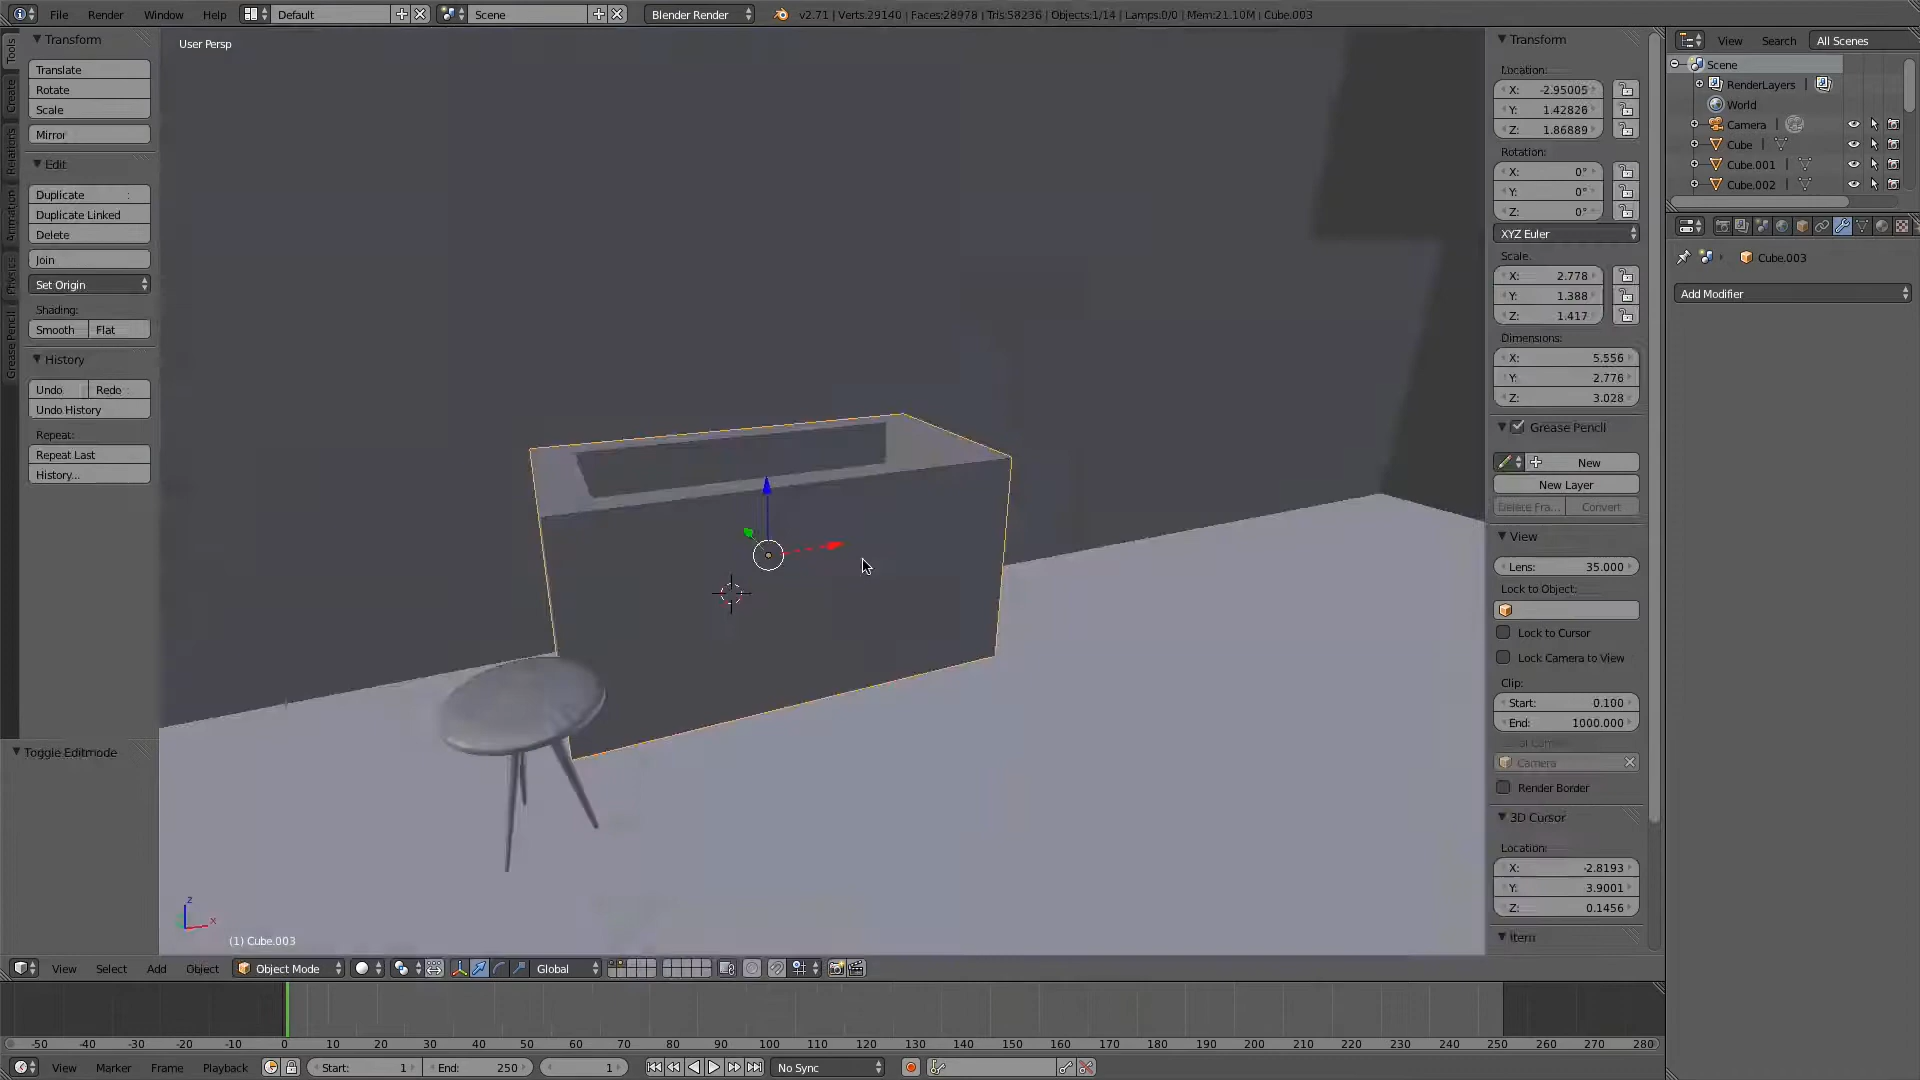 File Render Window Help Default Scene Blender Render v2.71 | Verts:29140 | Faces:28978 | Tris:58236 | Objects:1/14 | Lamps:0/0 | Mem:21.10M | Cube.003
Tools
Create
Relations
Animation
Physics
Grease Pencil
Transform
Translate
Rotate
Scale
Mirror
Edit
Duplicate
Duplicate Linked
Delete
Join
Set Origin
Shading:
Smooth Flat
History
Undo Redo
Undo History
Repeat:
Repeat Last
History...
Toggle Editmode
User Persp
z
x
(1) Cube.003
Transform
Location:
X: -2.95005
Y: 1.42826
Z: 1.86889
Rotation:
X: 0°
Y: 0°
Z: 0°
XYZ Euler
Scale:
X: 2.778
Y: 1.388
Z: 1.417
Dimensions:
X: 5.556
Y: 2.776
Z: 3.028
Grease Pencil
New
New Layer
Delete Fra... Convert
View
Lens: 35.000
Lock to Object:
Lock to Cursor
Lock Camera to View
Clip:
Start: 0.100
End: 1000.000
Camera
Render Border
3D Cursor
Location:
X: -2.8193
Y: 3.9001
Z: 0.1456
Item
View Search All Scenes
Scene
RenderLayers |
World
Camera |
Cube |
Cube.001 |
Cube.002 |
Cube.003
Add Modifier
View Select Add Object Object Mode Global
-50 -40 -30 -20 -10 0 10 20 30 40 50 60 70 80 90 100 110 120 130 140 150 160 170 180 190 200 210 220 230 240 250 260 270 280
View Marker Frame Playback Start: 1 End: 250 1 No Sync